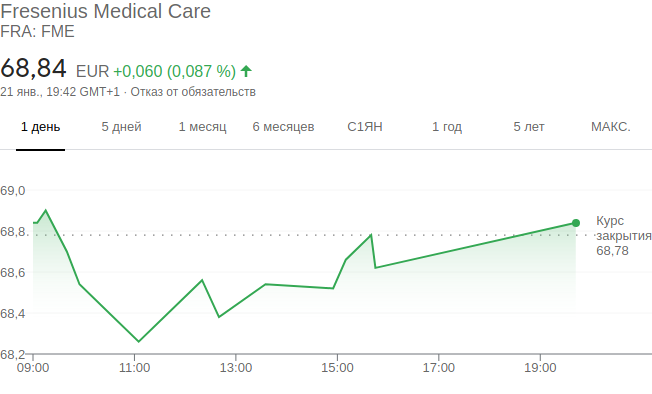 Fresenius Medical Care
FRA: FME
68,84 EUR +0,060 (0,087 %)
21 янв., 19:42 GMT+1 · Отказ от обязательств
1 день 5 дней 1 месяц 6 месяцев С1ЯН 1 год 5 лет МАКС.
69,0
68,8
68,6
68,4
68,2
Курс
закрытия
68,78
09:00 11:00 13:00 15:00 17:00 19:00